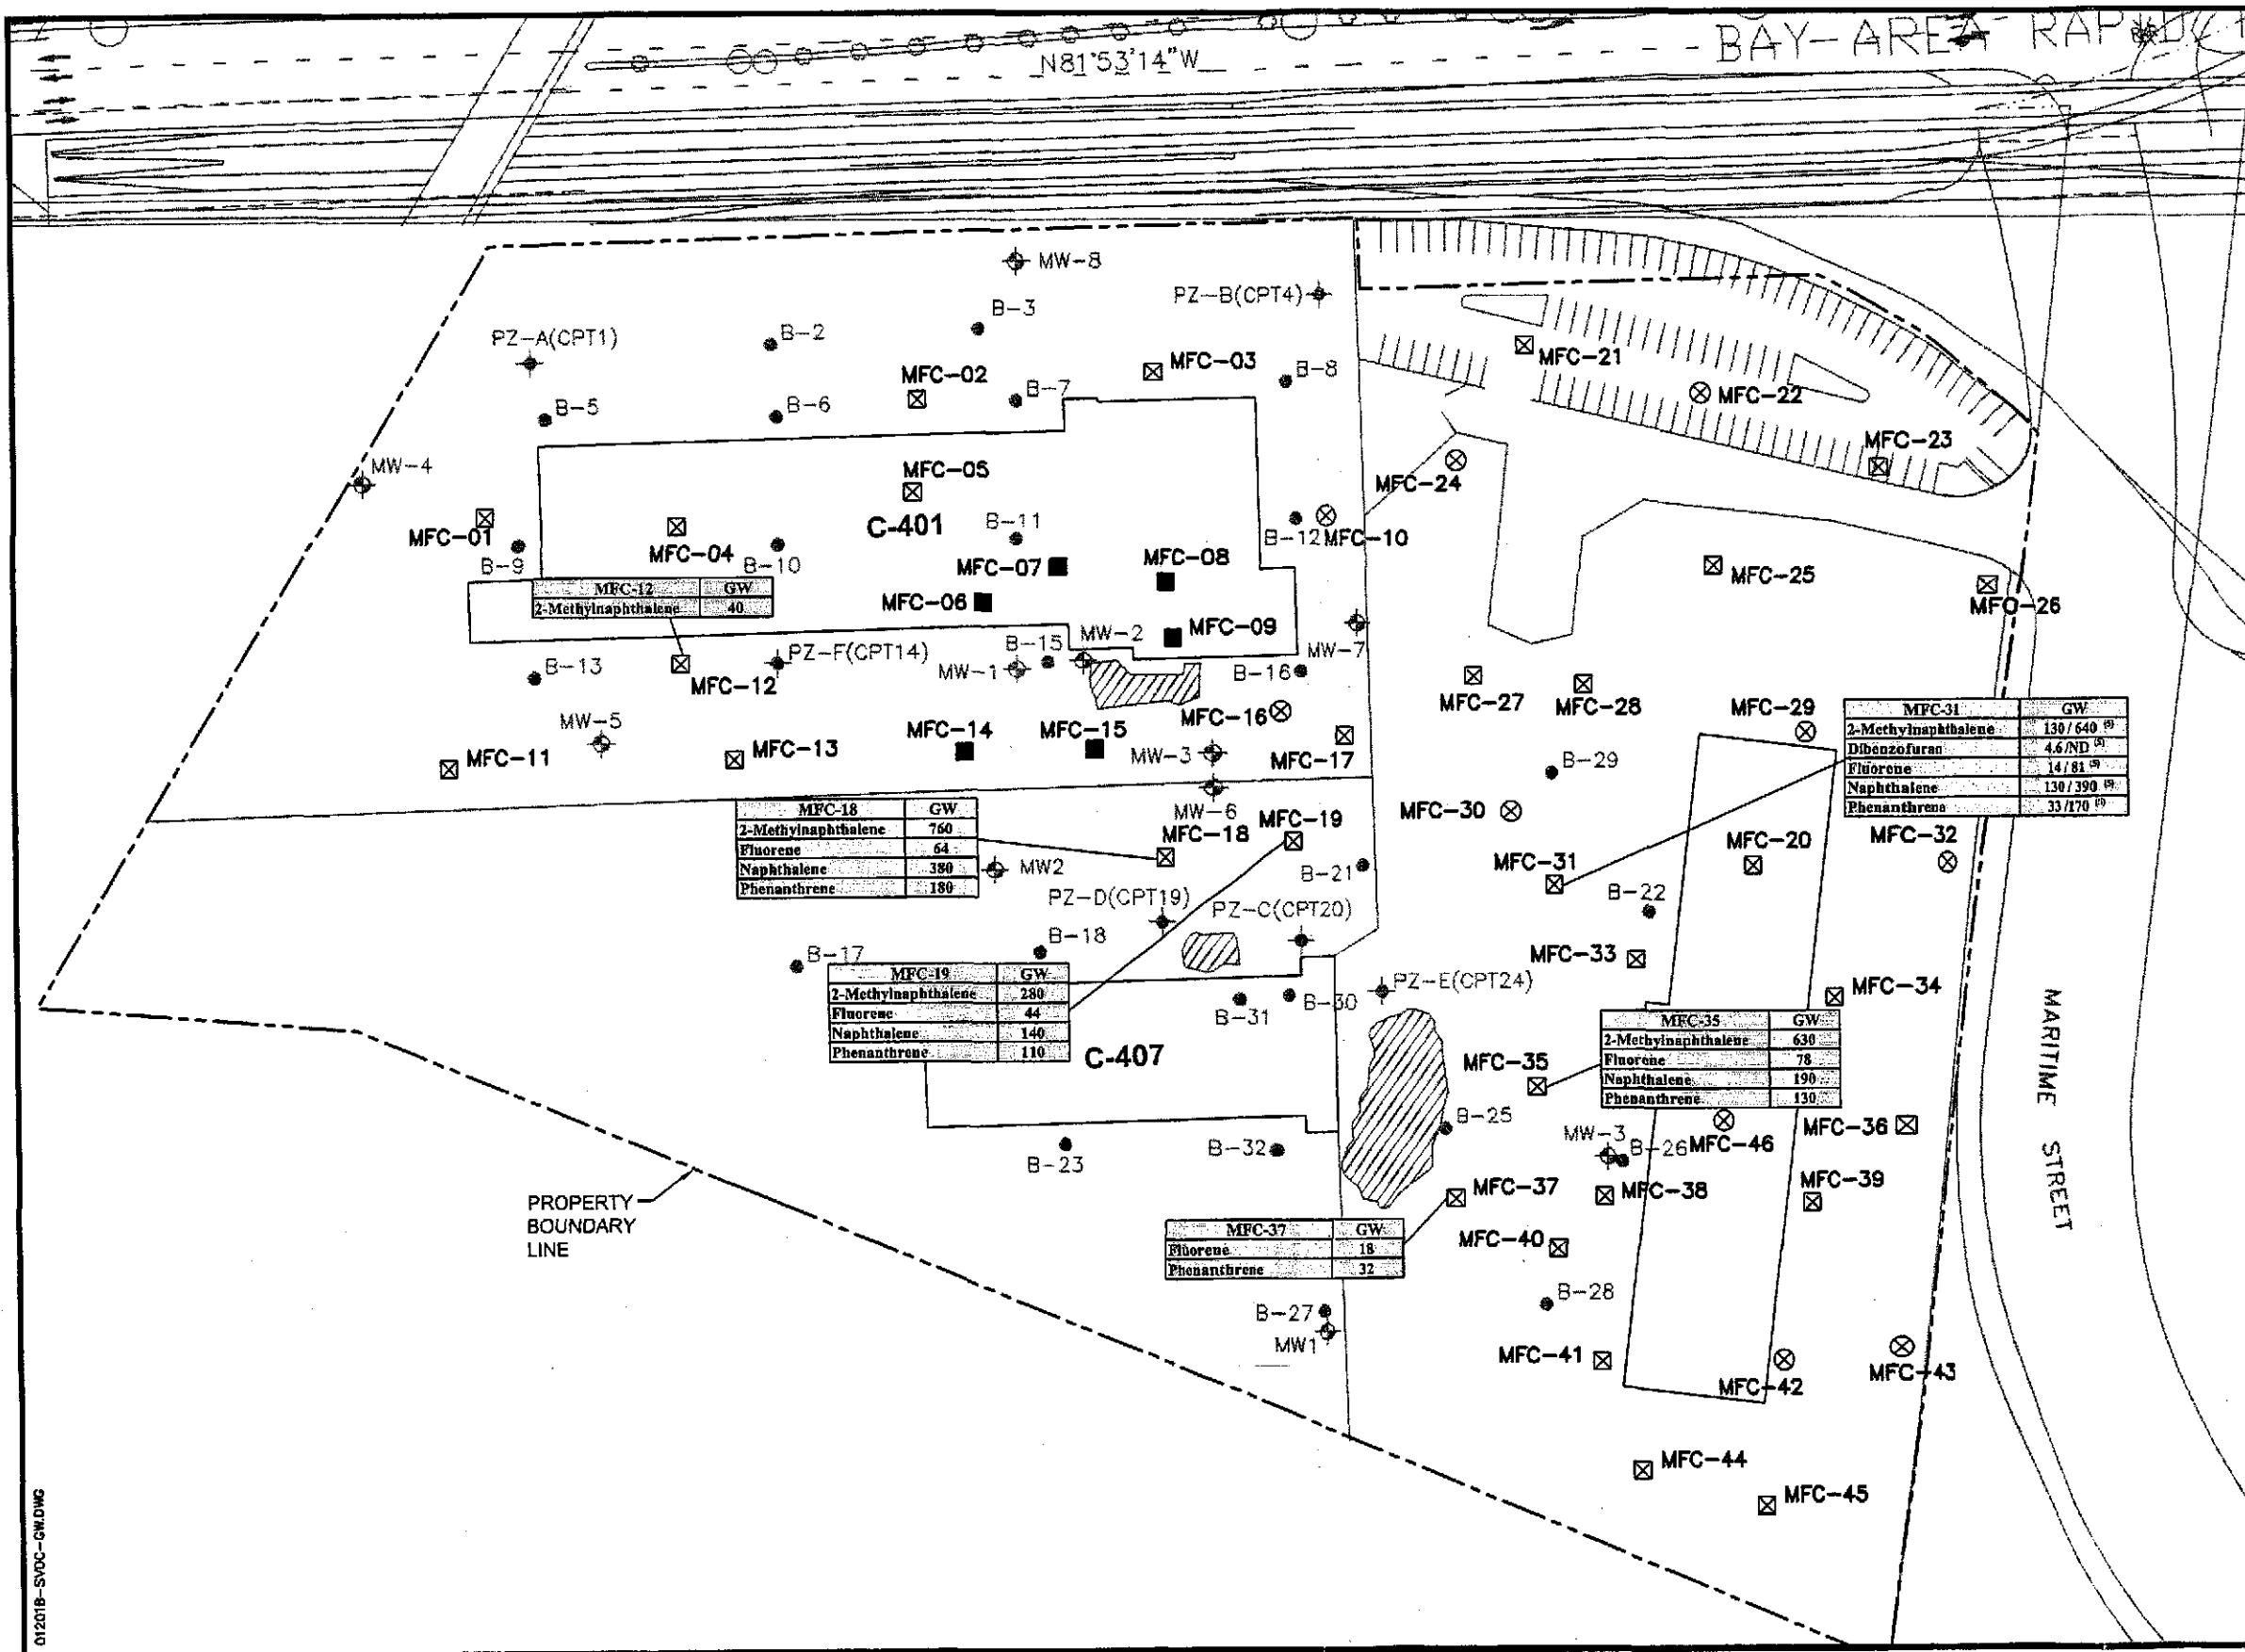 BAY-AREA RAP
N81°53'14"W
MW-8
PZ-B(CPT4)
B-3
B-2
PZ-A(CPT1)
MFC-21
MFC-03
B-8
MFC-02
B-7
MFC-22
B-5
B-6
MFC-23
MW-4
MFC-05
MFC-24
C-401
B-11
MFC-01
B-12
MFC-10
B-9
MFC-04
B-10
MFC-07
MFC-08
MFC-25
MFC-26
MFC-12 GW
2-Methylnaphthalene 40
MFC-06
MFC-09
B-15
MW-2
PZ-F(CPT14)
MW-1
B-16
MW-7
B-13
MFC-12
MFC-27
MFC-28
MFC-29
MFC-31 GW
2-Methylnaphthalene 130/640 (5)
Dibenzofuran 4.6/ND (5)
Fluorene 14/81 (5)
Naphthalene 130/390 (5)
Phenanthrene 33/170 (5)
MW-5
MFC-16
MFC-11
MFC-13
MFC-14
MFC-15
MW-3
MFC-17
B-29
MFC-18 GW
2-Methylnaphthalene 760
Fluorene 64
Naphthalene 380
Phenanthrene 180
MW-6
MFC-18
MFC-19
MFC-30
MFC-20
MFC-32
MW2
B-21
MFC-31
B-22
PZ-D(CPT19)
PZ-C(CPT20)
B-17
B-18
MFC-33
MFC-19 GW
2-Methylnaphthalene 280
Fluorene 44
Naphthalene 140
Phenanthrene 110
B-31
B-30
PZ-E(CPT24)
MFC-34
C-407
MFC-35
MFC-35 GW
2-Methylnaphthalene 630
Fluorene 78
Naphthalene 190
Phenanthrene 130
MARITIME STREET
B-25
MW-3
B-26
MFC-46
MFC-36
B-23
B-32
PROPERTY
BOUNDARY
LINE
MFC-37
MFC-38
MFC-39
MFC-37 GW
Fluorene 18
Phenanthrene 32
MFC-40
B-27
MW1
B-28
MFC-41
MFC-42
MFC-43
MFC-44
MFC-45
01201B-SVOC-GW.DWG